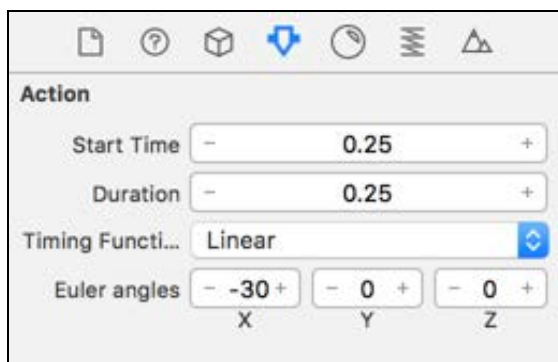 Action
Start Time - 0.25 +
Duration - 0.25 +
Timing Functi... Linear
Euler angles - -30 + - 0 + - 0 +
X Y Z